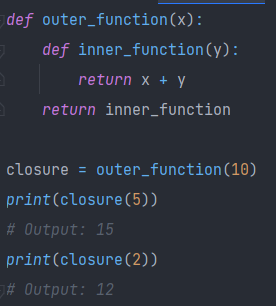 def outer_function(x):
    def inner_function(y):
        return x + y
    return inner_function

closure = outer_function(10)
print(closure(5))
# Output: 15
print(closure(2))
# Output: 12